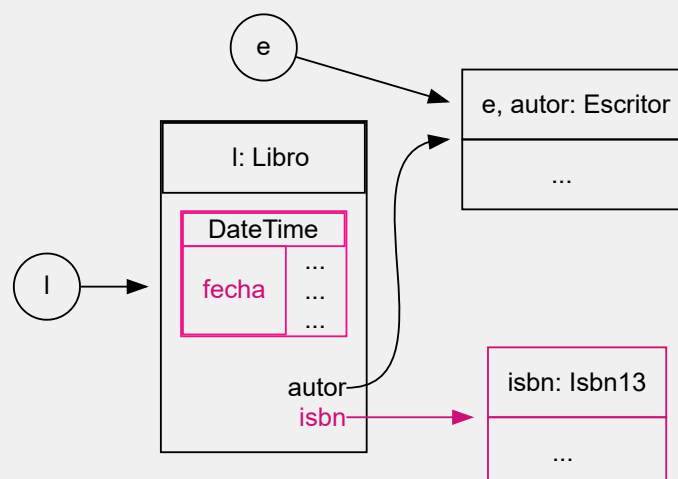 e
e, autor: Escritor
...
l: Libro
DateTime
fecha
...
...
...
l
autor
isbn
isbn: Isbn13
...